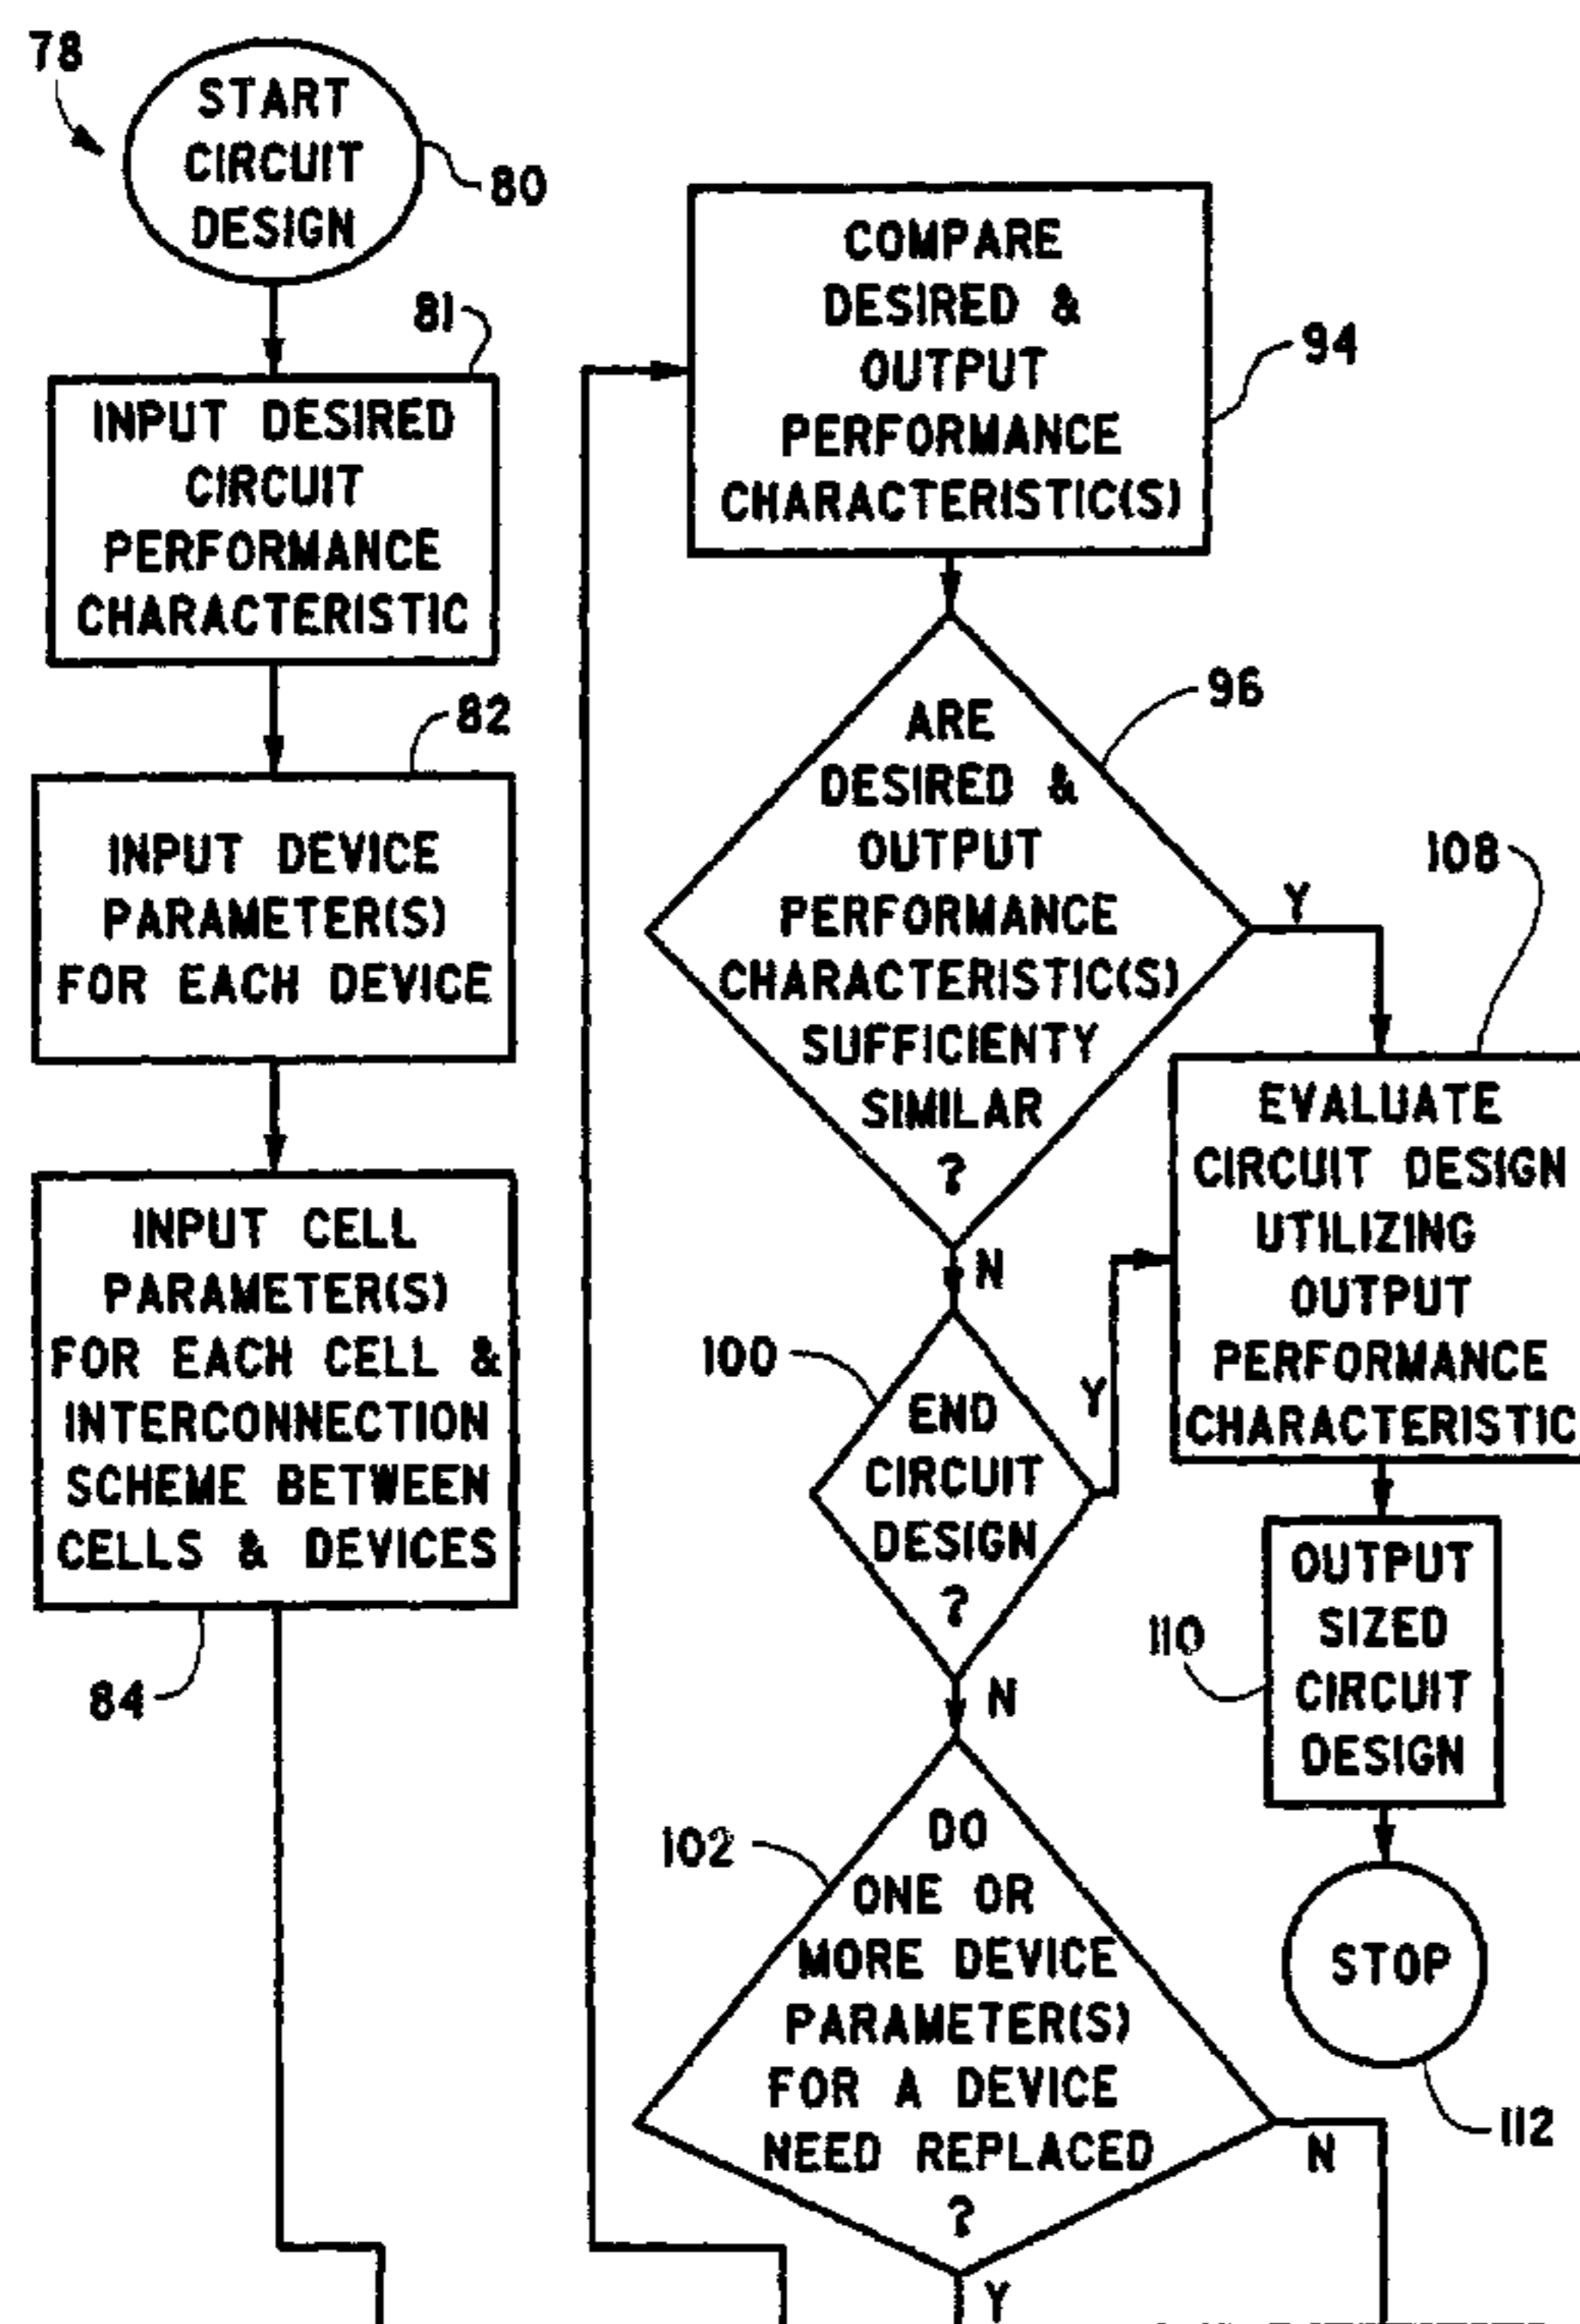 78
START
CIRCUIT
DESIGN
80
81
INPUT DESIRED
CIRCUIT
PERFORMANCE
CHARACTERISTIC
82
INPUT DEVICE
PARAMETER(S)
FOR EACH DEVICE
INPUT CELL
PARAMETER(S)
FOR EACH CELL &
INTERCONNECTION
SCHEME BETWEEN
CELLS & DEVICES
84
COMPARE
DESIRED &
OUTPUT
PERFORMANCE
CHARACTERISTIC(S)
94
ARE
DESIRED &
OUTPUT
PERFORMANCE
CHARACTERISTIC(S)
SUFFICIENTY
SIMILAR
?
96
Y
N
100
END
CIRCUIT
DESIGN
?
Y
N
102
DO
ONE OR
MORE DEVICE
PARAMETER(S)
FOR A DEVICE
NEED REPLACED
?
N
Y
108
EVALUATE
CIRCUIT DESIGN
UTILIZING
OUTPUT
PERFORMANCE
CHARACTERISTIC
110
OUTPUT
SIZED
CIRCUIT
DESIGN
STOP
112